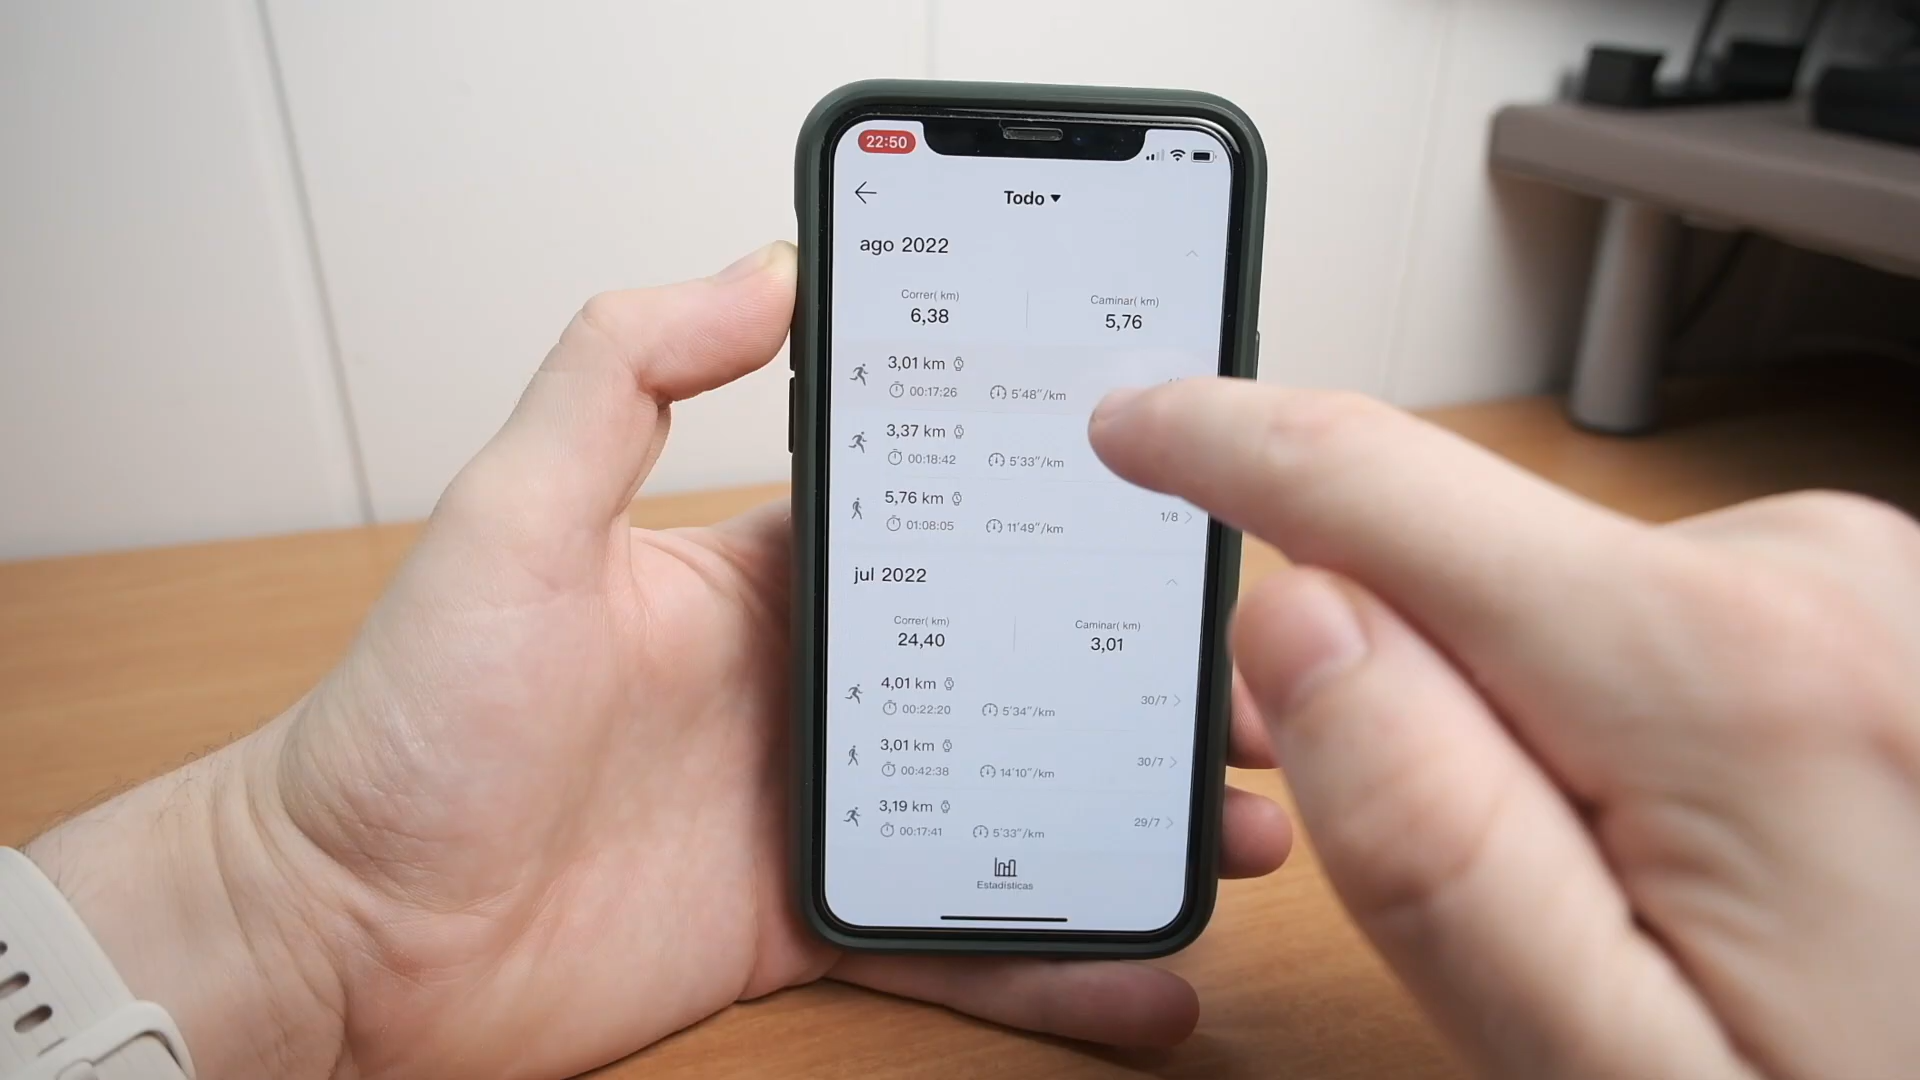 22:50
Todo
ago 2022
Correr( km)
Caminar( km)
6,38
5,76
3,01 km
00:17:26
5'48"/km
3,37 km
00:18:42
5'33"/km
5,76 km
01:08:05
11'49"/km
1/8
jul 2022
Correr( km)
Caminar( km)
24,40
3,01
4,01 km
00:22:20
5'34"/km
30/7
3,01 km
00:42:38
14'10"/km
30/7
3,19 km
00:17:41
5'33"/km
29/7
Estadísticas